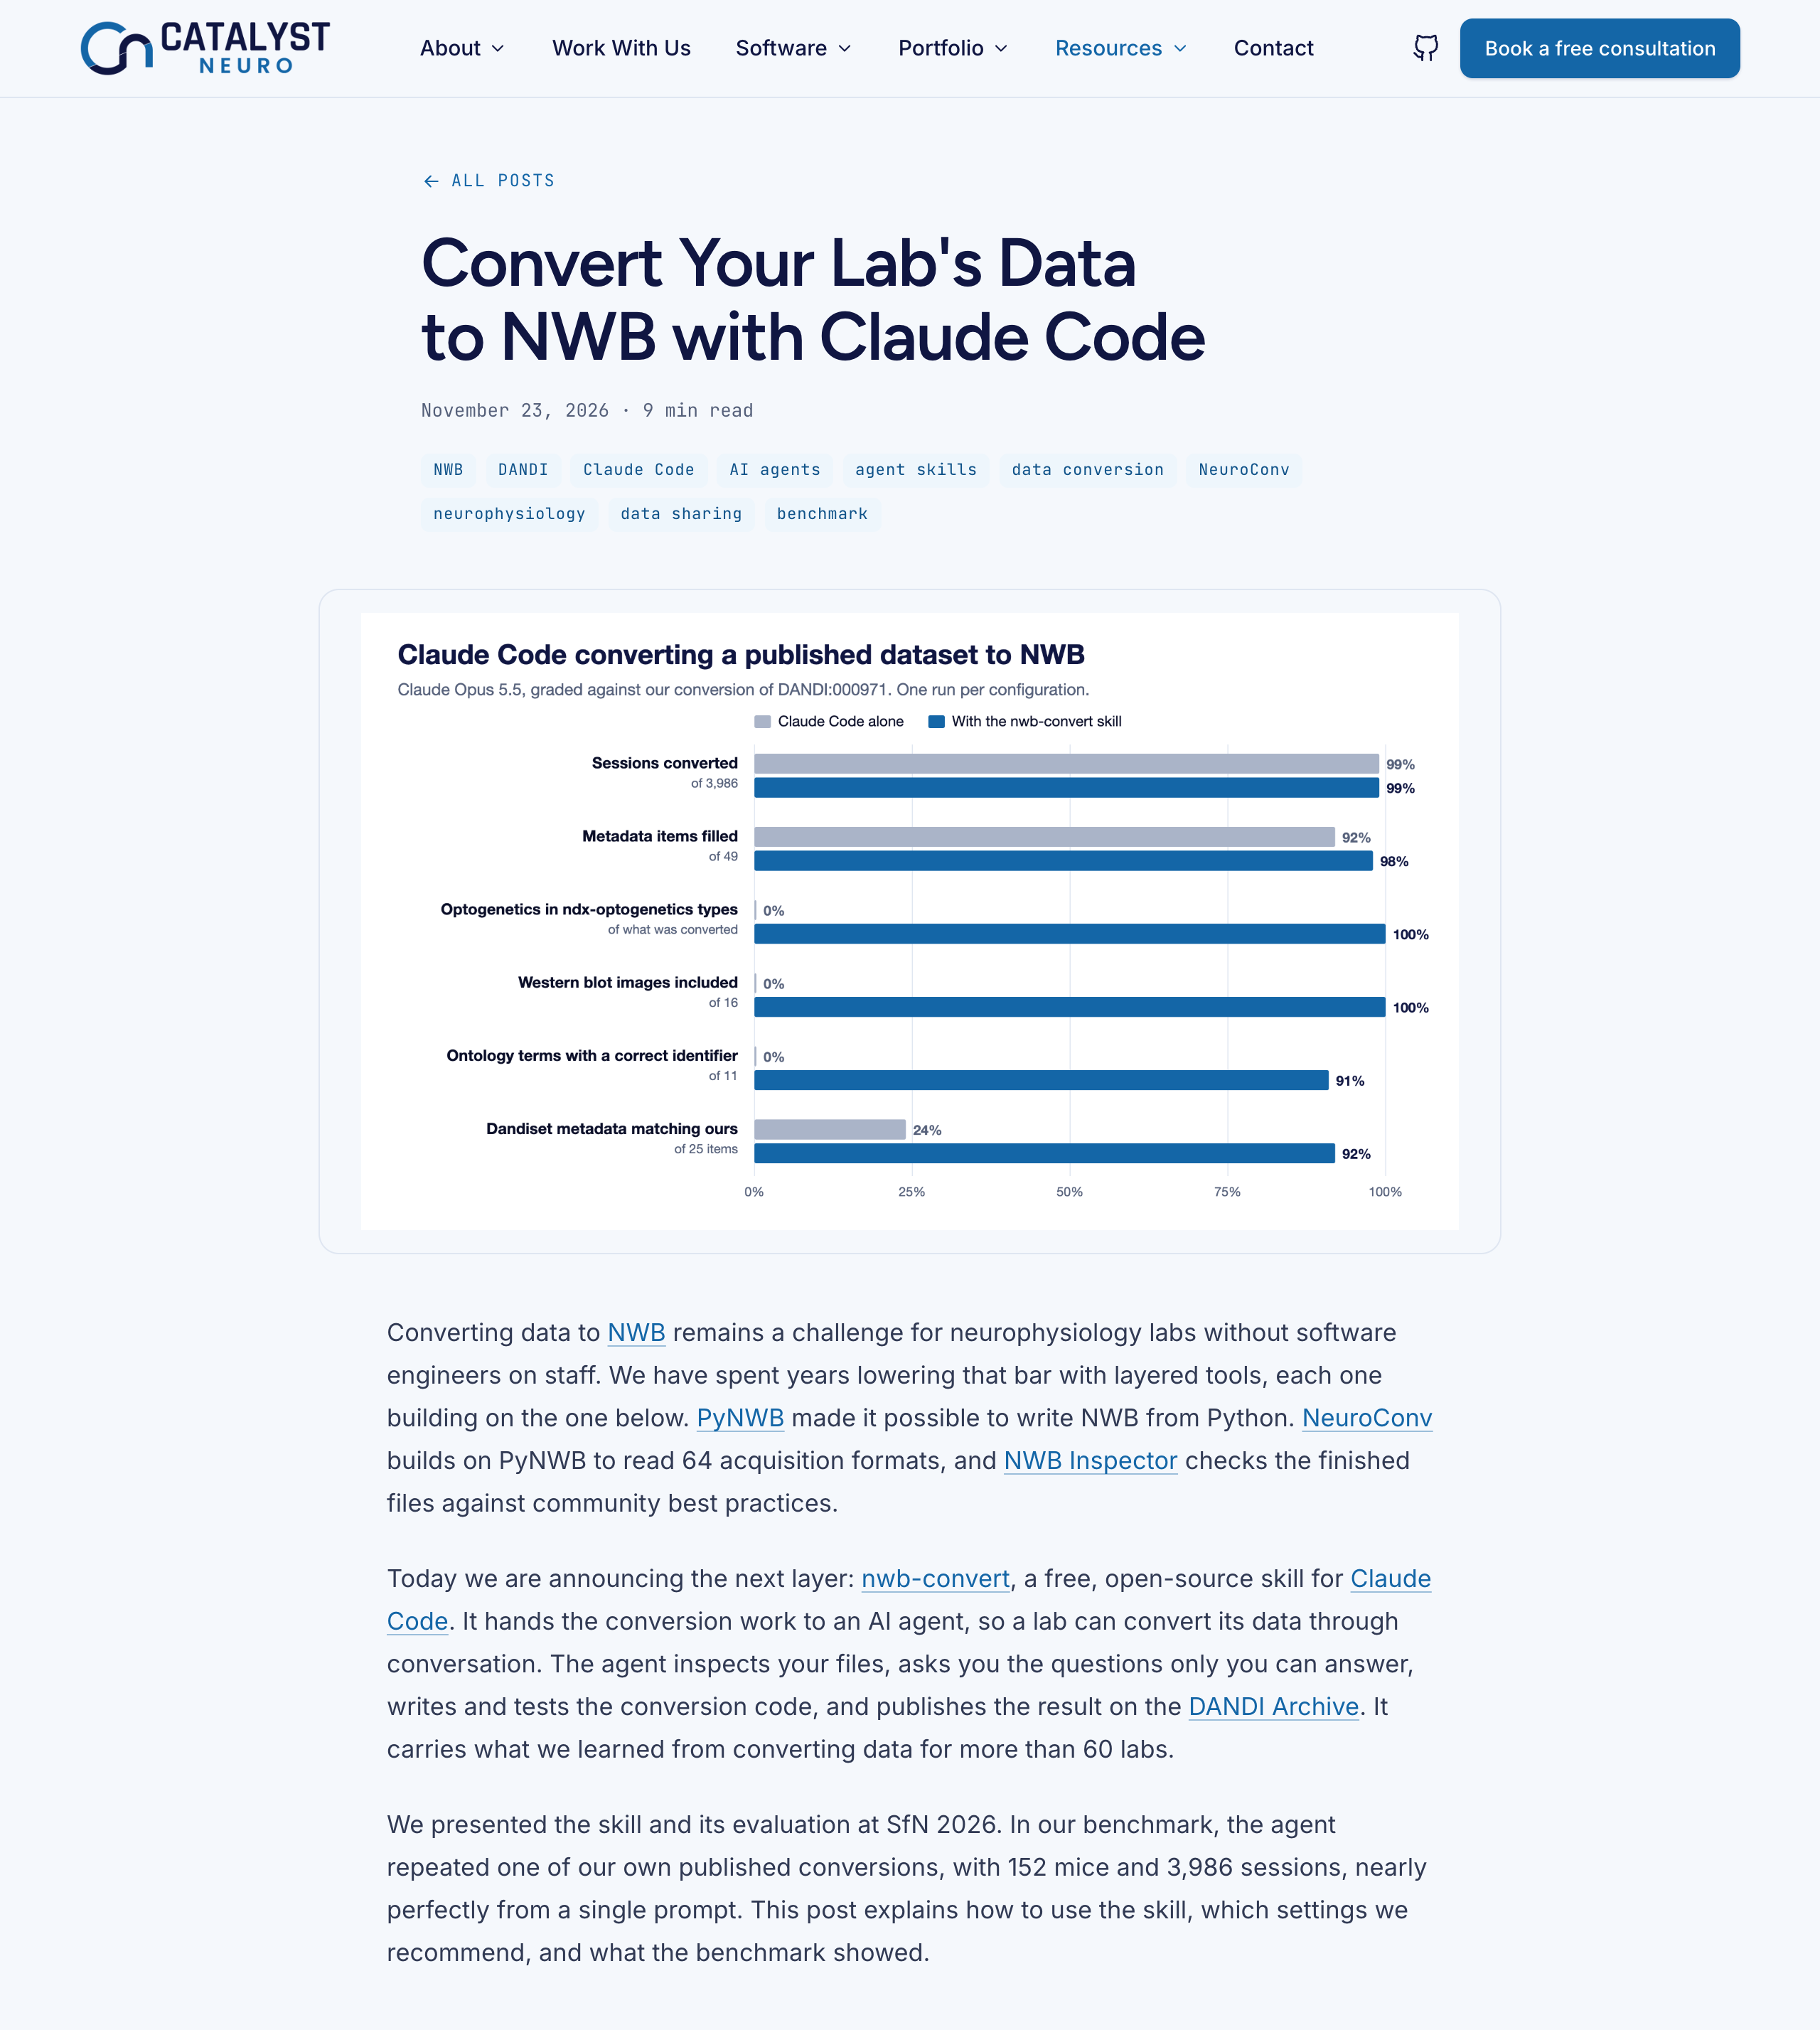 CATALYST
NEURO
About
Work With Us
Software
Portfolio
Resources
Contact
Book a free consultation
← ALL POSTS
Convert Your Lab's Data
to NWB with Claude Code
November 23, 2026 · 9 min read
NWB
DANDI
Claude Code
AI agents
agent skills
data conversion
NeuroConv
neurophysiology
data sharing
benchmark
Claude Code converting a published dataset to NWB
Claude Opus 5.5, graded against our conversion of DANDI:000971. One run per configuration.
Claude Code alone
With the nwb-convert skill
Sessions converted
of 3,986
99%
99%
Metadata items filled
of 49
92%
98%
Optogenetics in ndx-optogenetics types
of what was converted
0%
100%
Western blot images included
of 16
0%
100%
Ontology terms with a correct identifier
of 11
0%
91%
Dandiset metadata matching ours
of 25 items
24%
92%
0%
25%
50%
75%
100%
Converting data to NWB remains a challenge for neurophysiology labs without software
engineers on staff. We have spent years lowering that bar with layered tools, each one
building on the one below. PyNWB made it possible to write NWB from Python. NeuroConv
builds on PyNWB to read 64 acquisition formats, and NWB Inspector checks the finished
files against community best practices.
Today we are announcing the next layer: nwb-convert, a free, open-source skill for Claude
Code. It hands the conversion work to an AI agent, so a lab can convert its data through
conversation. The agent inspects your files, asks you the questions only you can answer,
writes and tests the conversion code, and publishes the result on the DANDI Archive. It
carries what we learned from converting data for more than 60 labs.
We presented the skill and its evaluation at SfN 2026. In our benchmark, the agent
repeated one of our own published conversions, with 152 mice and 3,986 sessions, nearly
perfectly from a single prompt. This post explains how to use the skill, which settings we
recommend, and what the benchmark showed.